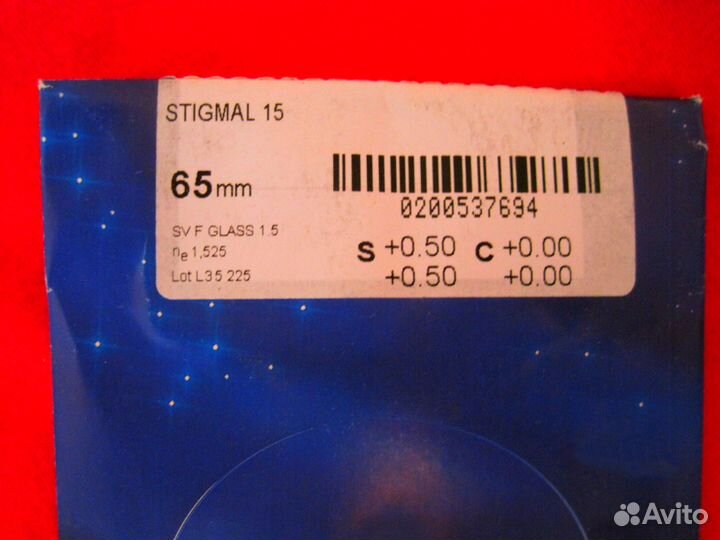 STIGMAL 15
65mm
0200537694
SV F GLASS 1.5
ne 1,525
Lot L35 225
S +0.50 C +0.00
+0.50 +0.00
Avito